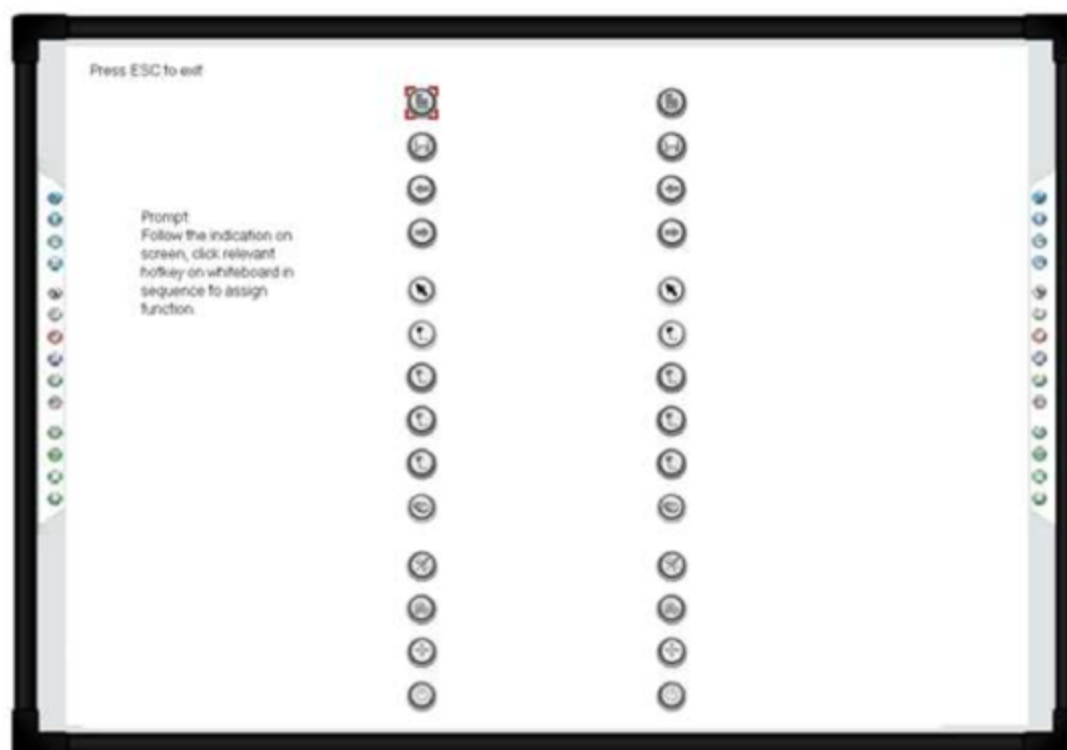 Press ESC to exit
Prompt
Follow the indication on
screen, click relevant
hotkey on whiteboard in
sequence to assign
function.